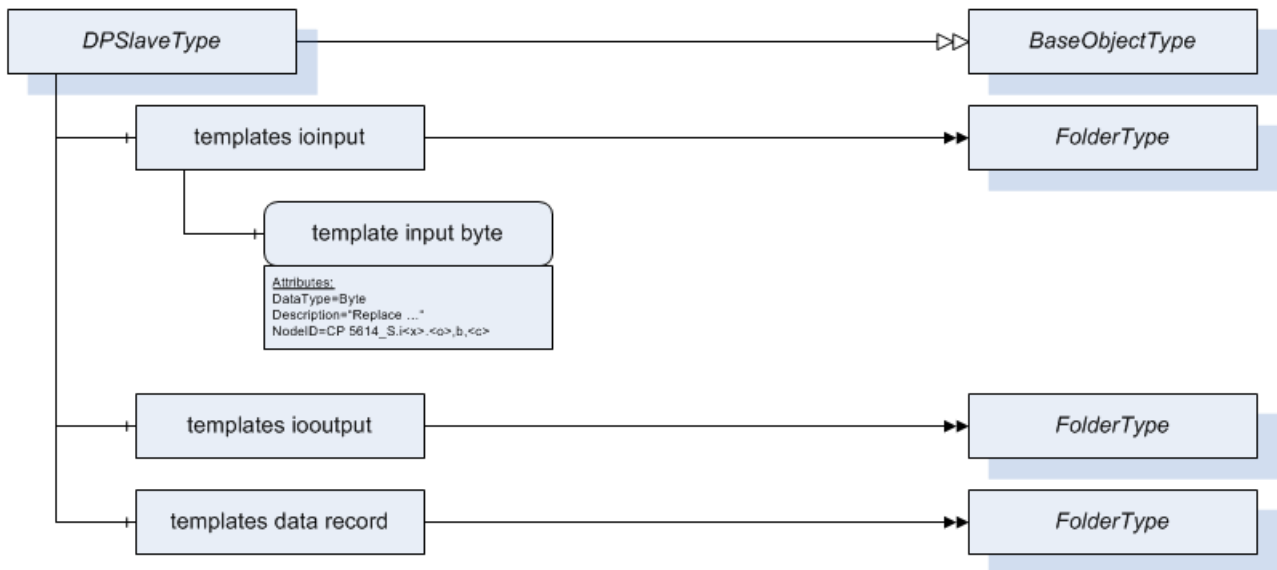 DPSlaveType
BaseObjectType
templates ioinput
FolderType
template input byte
Attributes:
DataType=Byte
Description="Replace …"
NodeID=CP 5614_S.i<x>.<o>,b,<c>
templates iooutput
FolderType
templates data record
FolderType